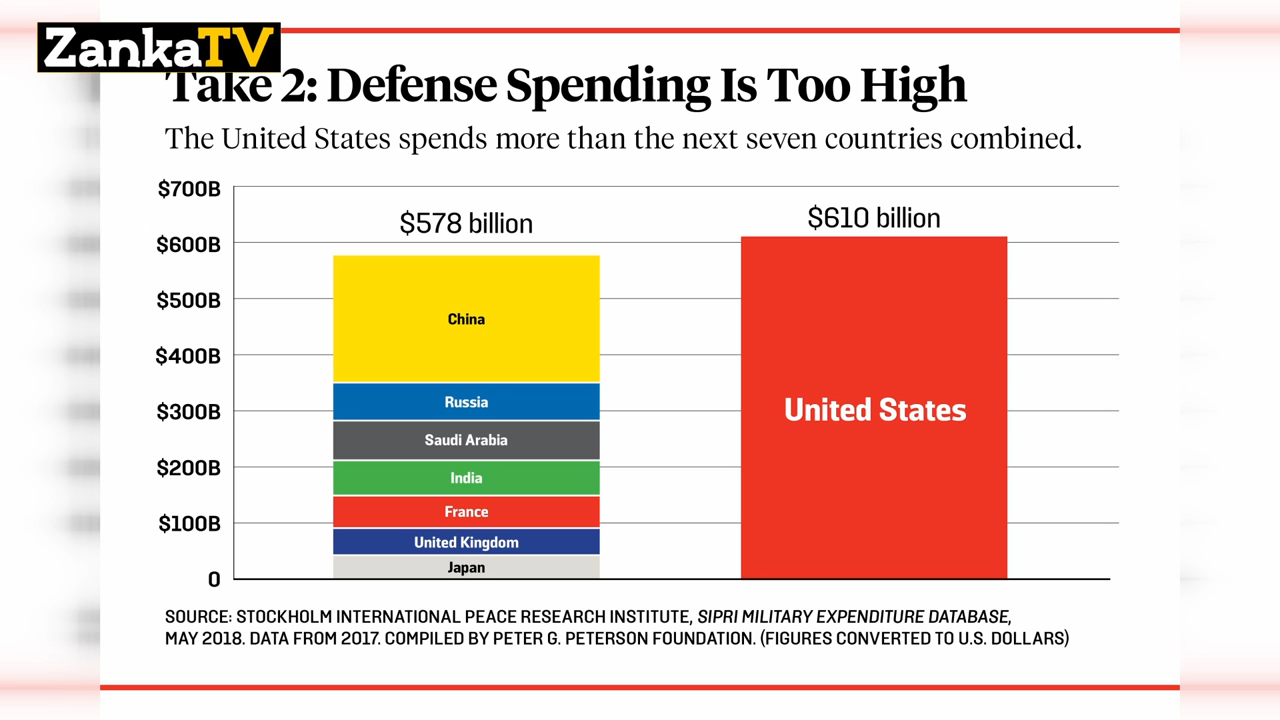 ZankaTV
Take 2: Defense Spending Is Too High
The United States spends more than the next seven countries combined.
$700B
$600B
$500B
$400B
$300B
$200B
$100B
0
$578 billion
China
Russia
Saudi Arabia
India
France
United Kingdom
Japan
$610 billion
United States
SOURCE: STOCKHOLM INTERNATIONAL PEACE RESEARCH INSTITUTE, SIPRI MILITARY EXPENDITURE DATABASE,
MAY 2018. DATA FROM 2017. COMPILED BY PETER G. PETERSON FOUNDATION. (FIGURES CONVERTED TO U.S. DOLLARS)